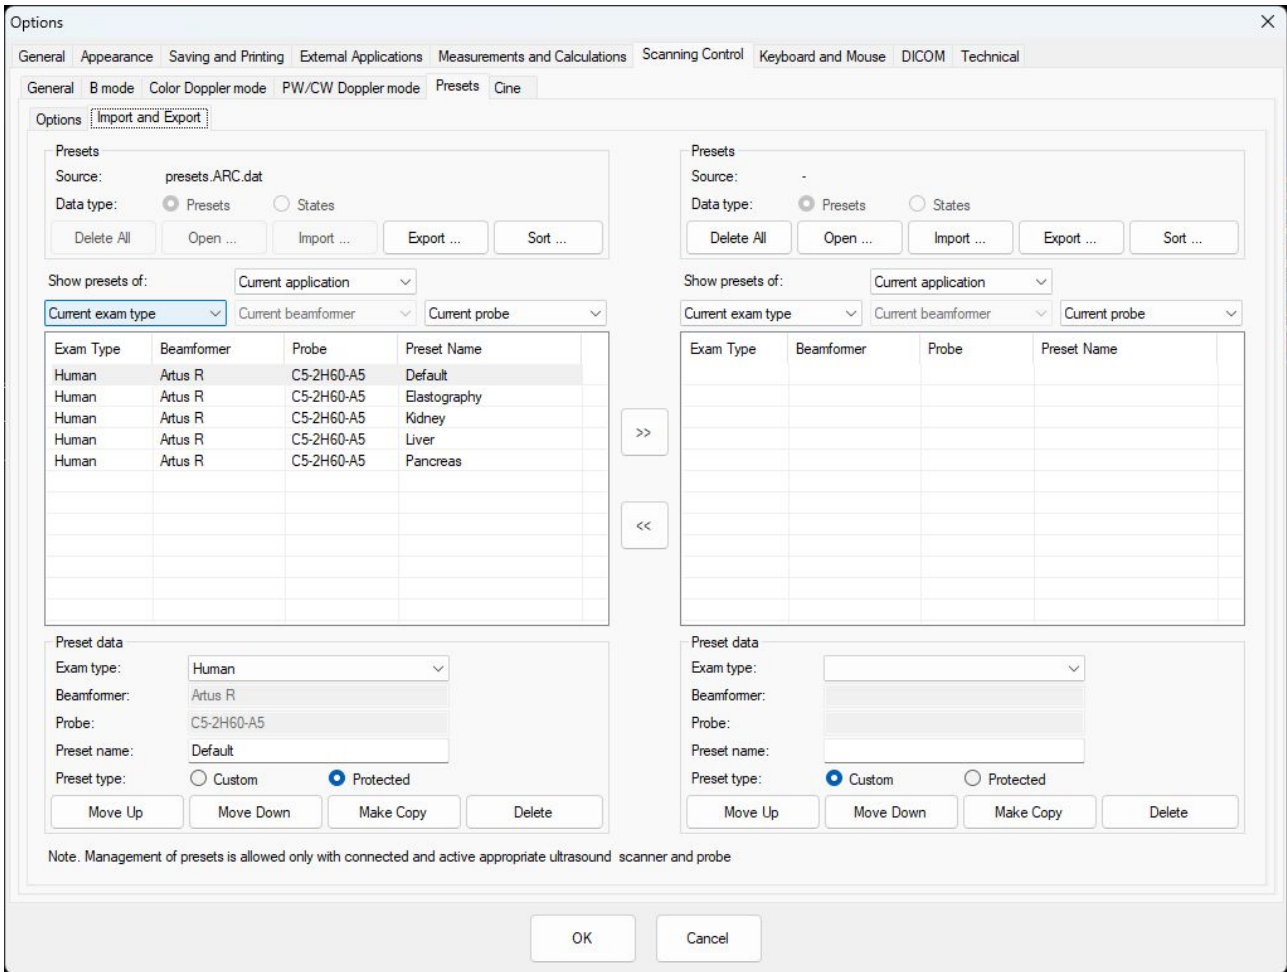 Options
General Appearance Saving and Printing External Applications Measurements and Calculations Scanning Control Keyboard and Mouse DICOM Technical
General B mode Color Doppler mode PW/CW Doppler mode Presets Cine
Options Import and Export
Presets
Source: presets.ARC.dat
Data type: Presets States
Delete All Open ... Import ... Export ... Sort ...
Show presets of: Current application
Current exam type Current beamformer Current probe
Exam Type Beamformer Probe Preset Name
Human Artus R C5-2H60-A5 Default
Human Artus R C5-2H60-A5 Elastography
Human Artus R C5-2H60-A5 Kidney
Human Artus R C5-2H60-A5 Liver
Human Artus R C5-2H60-A5 Pancreas
Preset data
Exam type: Human
Beamformer: Artus R
Probe: C5-2H60-A5
Preset name: Default
Preset type: Custom Protected
Move Up Move Down Make Copy Delete
>>
<<
Presets
Source: -
Data type: Presets States
Delete All Open ... Import ... Export ... Sort ...
Show presets of: Current application
Current exam type Current beamformer Current probe
Exam Type Beamformer Probe Preset Name
Preset data
Exam type:
Beamformer:
Probe:
Preset name:
Preset type: Custom Protected
Move Up Move Down Make Copy Delete
Note. Management of presets is allowed only with connected and active appropriate ultrasound scanner and probe
OK Cancel